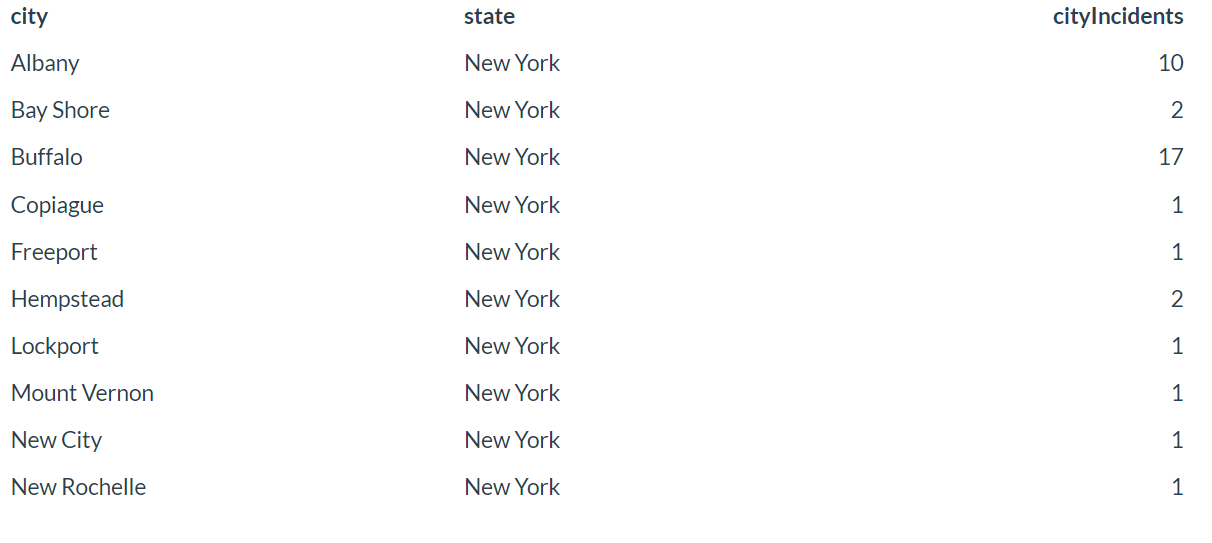 city state cityIncidents
Albany New York 10
Bay Shore New York 2
Buffalo New York 17
Copiague New York 1
Freeport New York 1
Hempstead New York 2
Lockport New York 1
Mount Vernon New York 1
New City New York 1
New Rochelle New York 1